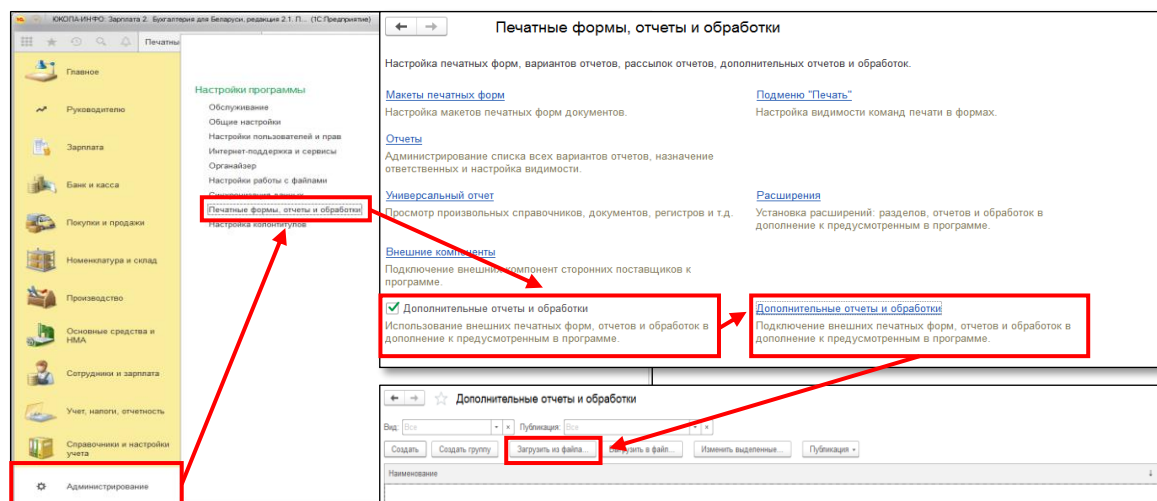 ЮКОЛА-ИНФО: Зарплата 2. Бухгалтерия для Беларуси, редакция 2.1. П... (1С:Предприятие)
Печатны
Главное
Руководителю
Зарплата
Банк и касса
Покупки и продажи
Номенклатура и склад
Производство
Основные средства и
НМА
Сотрудники и зарплата
Учет, налоги, отчетность
Справочники и настройки
учета
Администрирование
Настройки программы
Обслуживание
Общие настройки
Настройки пользователей и прав
Интернет-поддержка и сервисы
Органайзер
Настройки работы с файлами
Синхронизация данных
Печатные формы, отчеты и обработки
Настройка колонтитулов
Печатные формы, отчеты и обработки
Настройка печатных форм, вариантов отчетов, рассылок отчетов, дополнительных отчетов и обработок.
Макеты печатных форм
Настройка макетов печатных форм документов.
Подменю "Печать"
Настройка видимости команд печати в формах.
Отчеты
Администрирование списка всех вариантов отчетов, назначение
ответственных и настройка видимости.
Универсальный отчет
Просмотр произвольных справочников, документов, регистров и т.д.
Расширения
Установка расширений: разделов, отчетов и обработок в
дополнение к предусмотренным в программе.
Внешние компоненты
Подключение внешних компонент сторонних поставщиков к
программе.
Дополнительные отчеты и обработки
Использование внешних печатных форм, отчетов и обработок в
дополнение к предусмотренным в программе.
Дополнительные отчеты и обработки
Подключение внешних печатных форм, отчетов и обработок в
дополнение к предусмотренным в программе.
Дополнительные отчеты и обработки
Вид: Все Публикация: Все
Создать Создать группу Загрузить из файла... Выгрузить в файл... Изменить выделенные... Публикация
Наименование